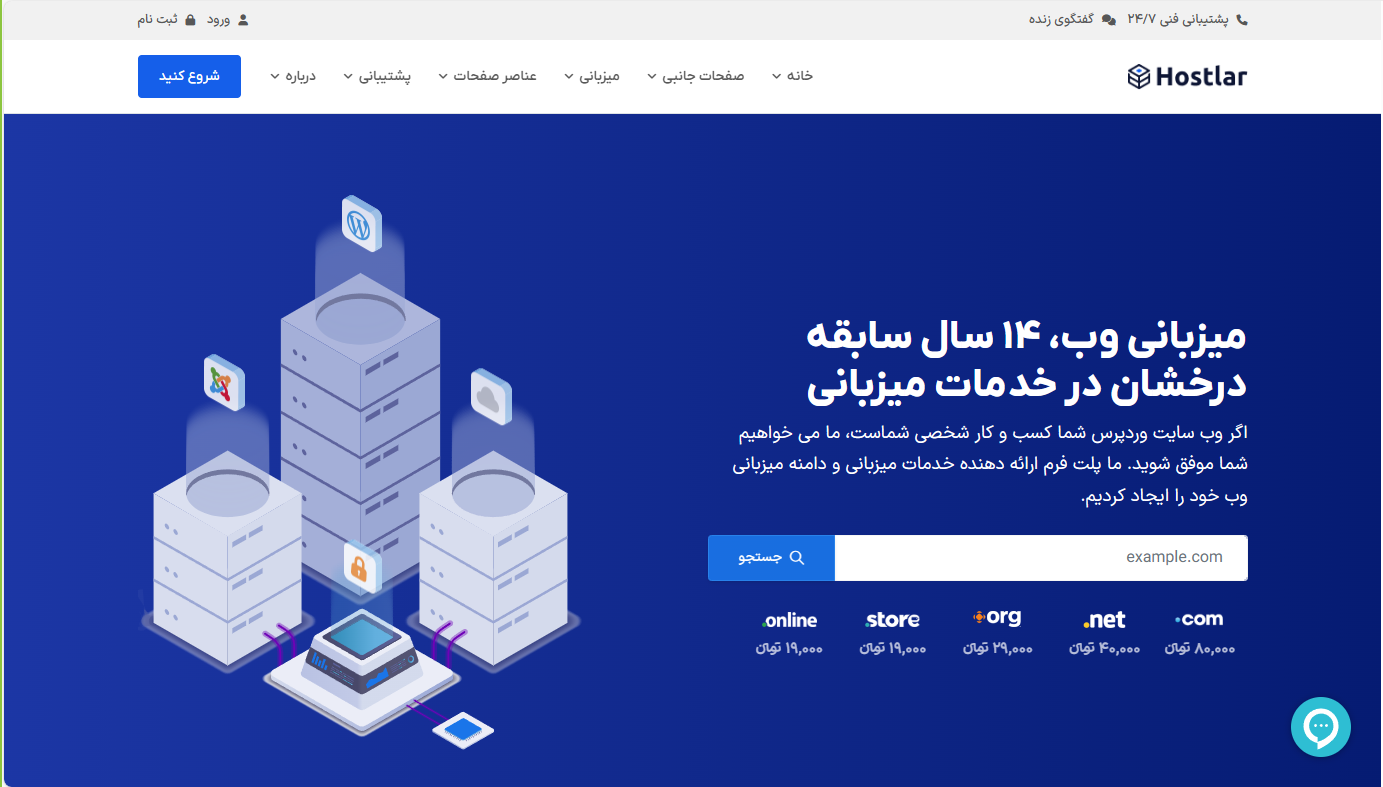 پشتیبانی فنی ۲۴/۷ گفتگوی زنده
ورود ثبت نام
Hostlar
خانه صفحات جانبی میزبانی عناصر صفحات پشتیبانی درباره
شروع کنید
میزبانی وب، ۱۴ سال سابقه
درخشان در خدمات میزبانی
اگر وب سایت وردپرس شما کسب و کار شخصی شماست، ما می خواهیم
شما موفق شوید. ما پلت فرم ارائه دهنده خدمات میزبانی و دامنه میزبانی
وب خود را ایجاد کردیم.
example.com
جستجو
.com .net .org .store .online
۸۰,۰۰۰ تومان ۴۰,۰۰۰ تومان ۲۹,۰۰۰ تومان ۱۹,۰۰۰ تومان ۱۹,۰۰۰ تومان